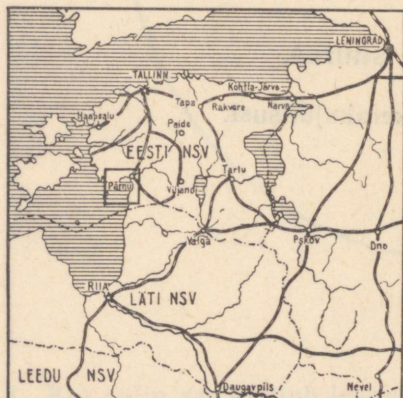 LENINGRAD
TALLINN
Kohtla-Järve
Narva
Tapa
Rakvere
Haapsalu
Paide
EESTI NSV
Tartu
Pärnu
Viljandi
Valga
Pskov
Dno
RIIA
LÄTI NSV
LEEDU NSV
Daugavpils
Nevel